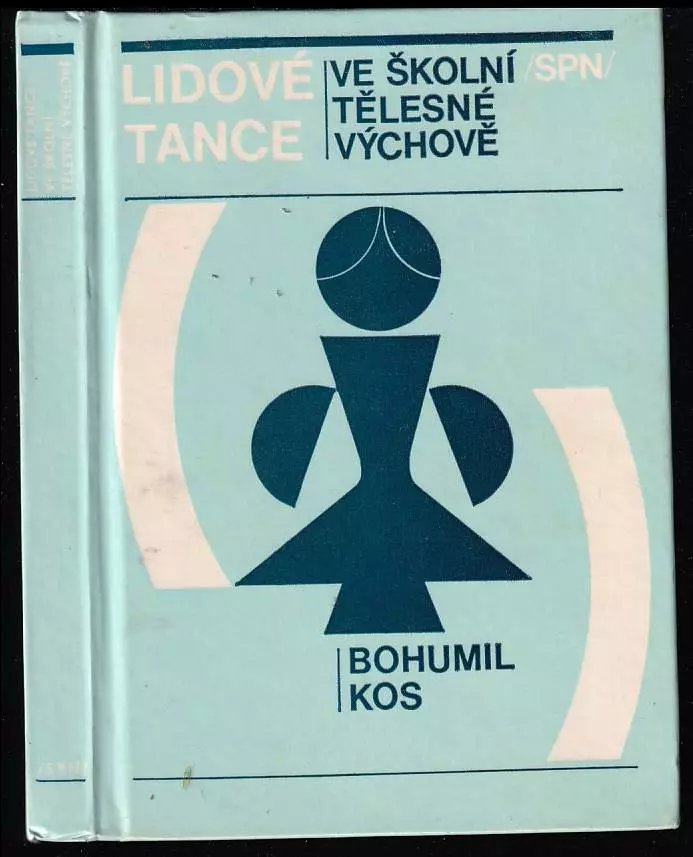 LIDOVÉ
TANCE
VE ŠKOLNÍ
TĚLESNÉ
VÝCHOVĚ
/SPN/
BOHUMIL
KOS
LIDOVÉ TANCE
VE ŠKOLNÍ
TĚLESNÉ VÝCHOVĚ
/SPN/